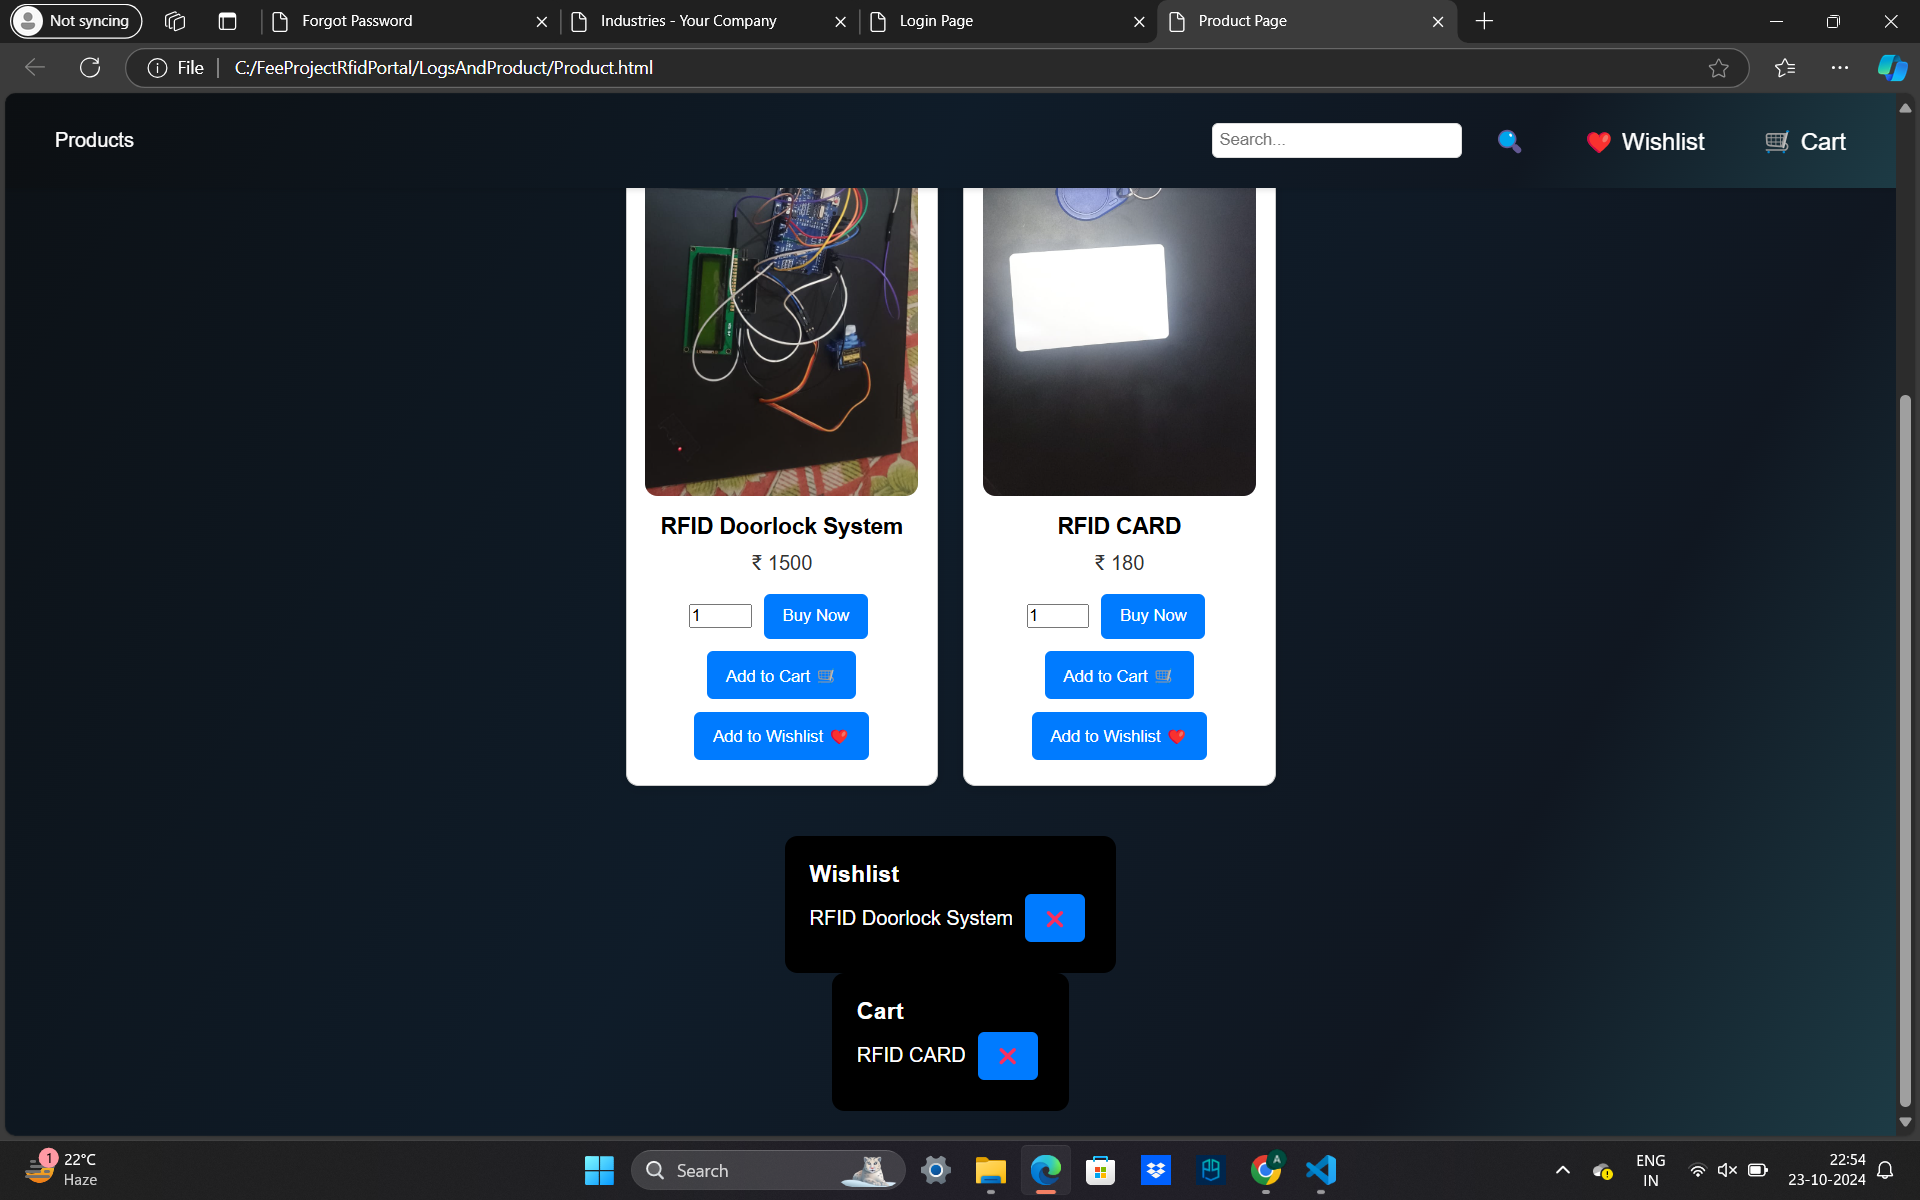 Not syncing
Forgot Password
Industries - Your Company
Login Page
Product Page
File
C:/FeeProjectRfidPortal/LogsAndProduct/Product.html
Products
Search...
Wishlist
Cart
RFID Doorlock System
₹ 1500
1
Buy Now
Add to Cart
Add to Wishlist
RFID CARD
₹ 180
1
Buy Now
Add to Cart
Add to Wishlist
Wishlist
RFID Doorlock System
Cart
RFID CARD
1
22°C
Haze
Search
PG
A
ENG
IN
22:54
23-10-2024